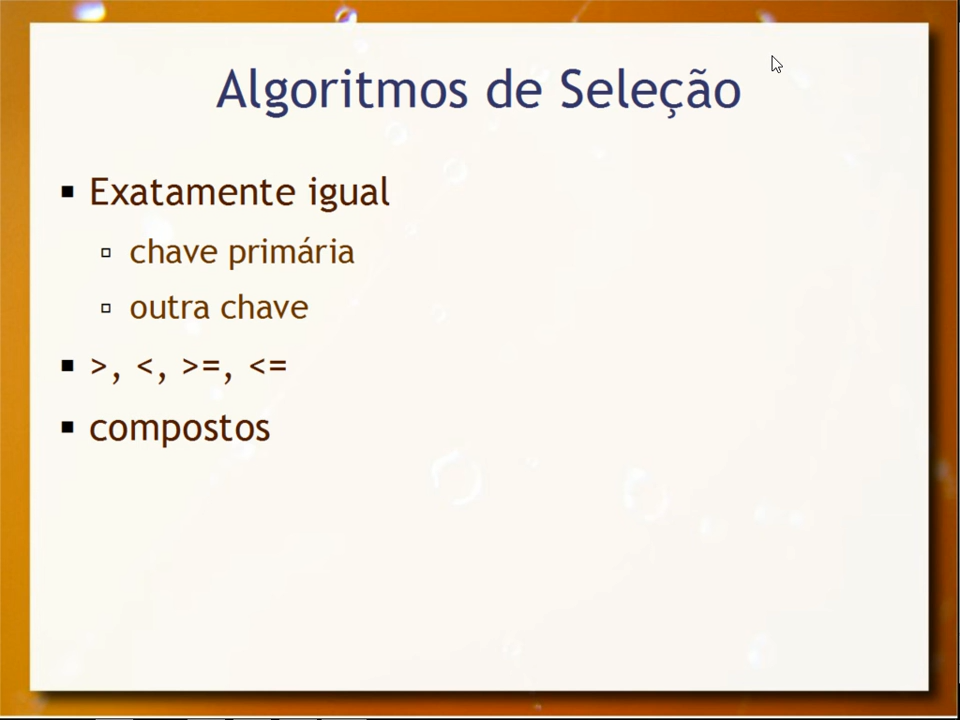 Algoritmos de Seleção
Exatamente igual
chave primária
outra chave
>, <, >=, <=
compostos